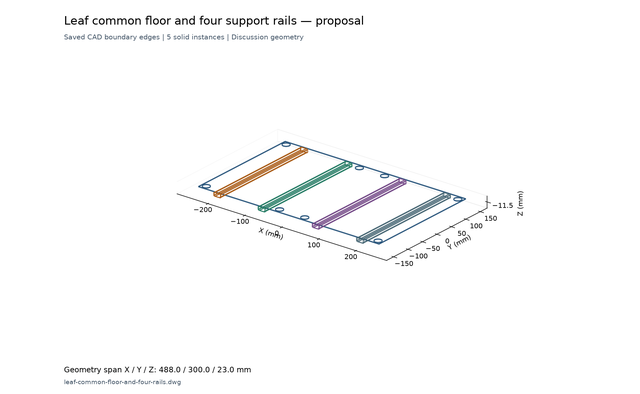 Leaf common floor and four support rails — proposal
Saved CAD boundary edges | 5 solid instances | Discussion geometry
−11.5
Z (mm)
−200
−100
0
100
200
X (mm)
−150
−100
−50
0
50
100
150
Y (mm)
Geometry span X / Y / Z: 488.0 / 300.0 / 23.0 mm
leaf-common-floor-and-four-rails.dwg